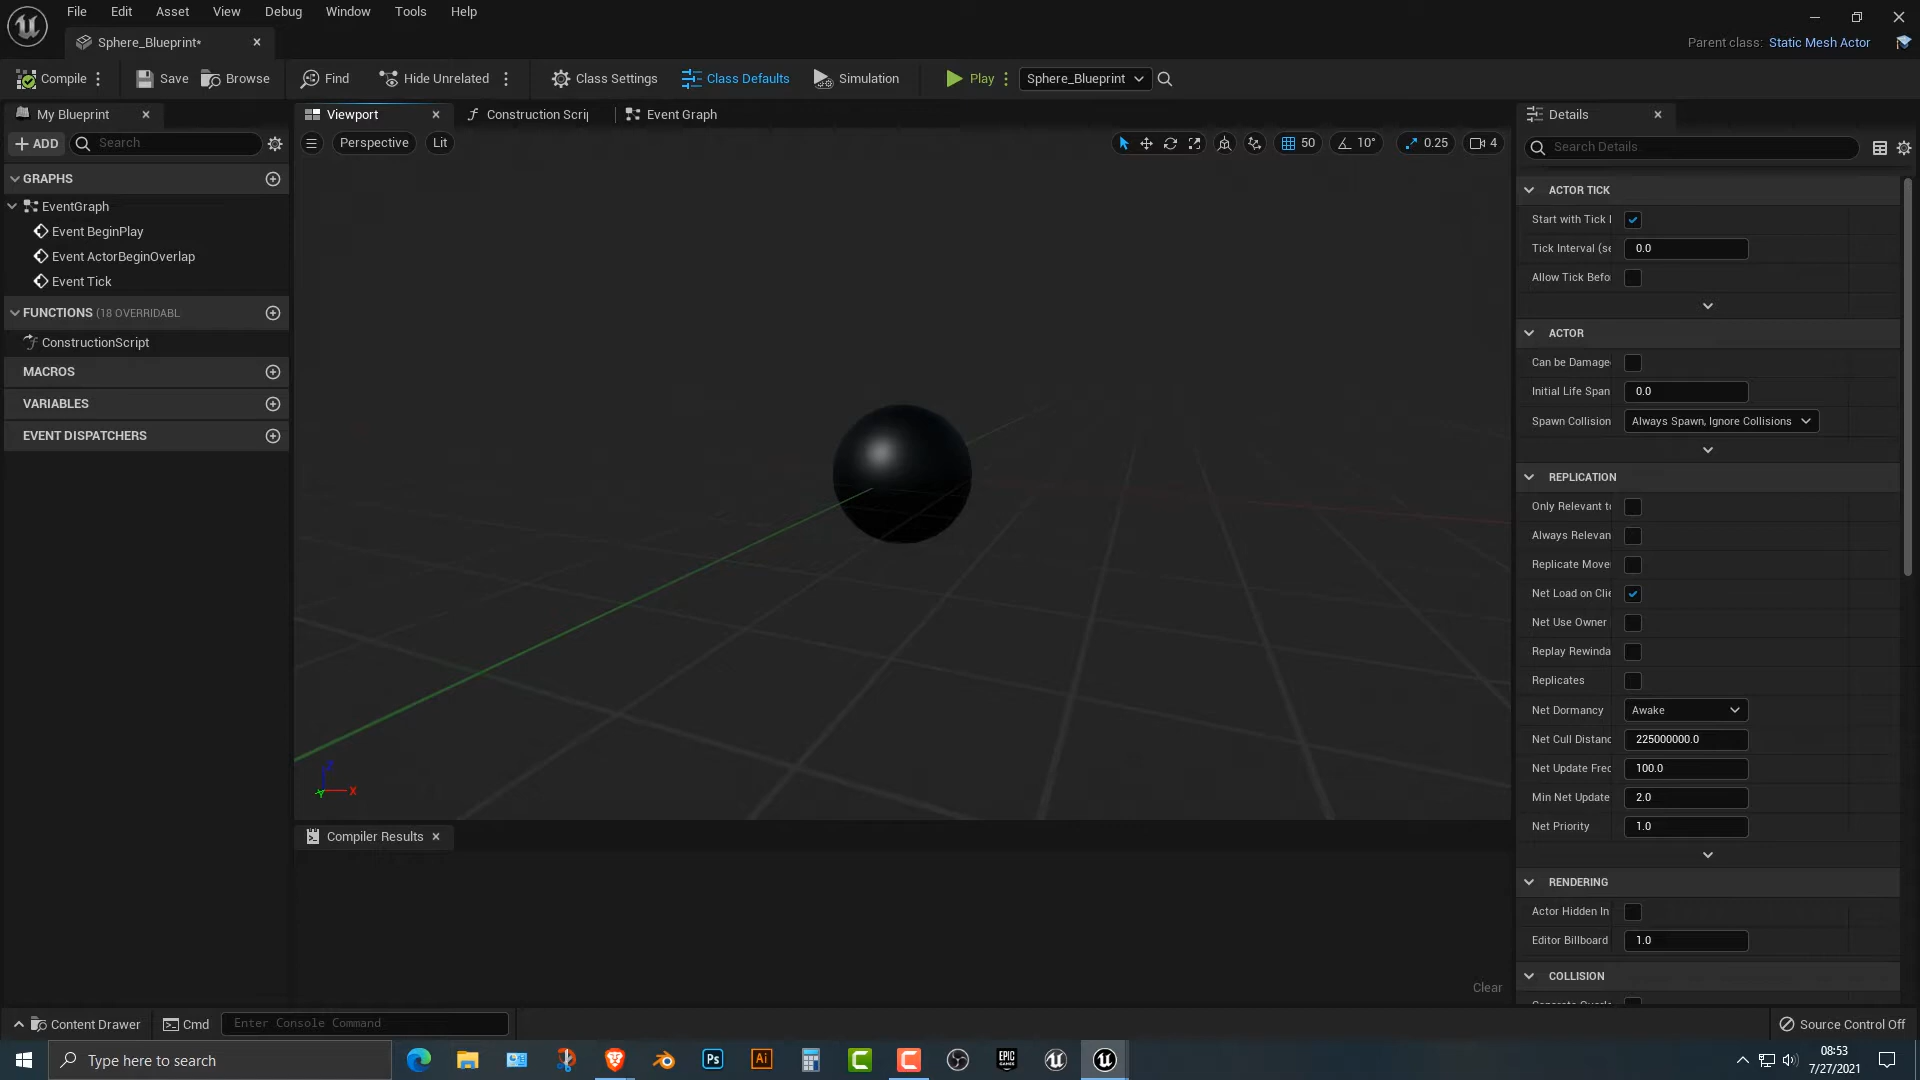 File Edit Asset View Debug Window Tools Help
Sphere_Blueprint*
Parent class: Static Mesh Actor
Compile Save Browse Find Hide Unrelated Class Settings Class Defaults Simulation Play Sphere_Blueprint
My Blueprint
Viewport
Construction Scrip
Event Graph
Details
ADD Search
Perspective Lit
50 10° 0.25 4
Search Details
GRAPHS
EventGraph
Event BeginPlay
Event ActorBeginOverlap
Event Tick
FUNCTIONS (18 OVERRIDABL
ConstructionScript
MACROS
VARIABLES
EVENT DISPATCHERS
Z
Y
X
ACTOR TICK
Start with Tick
Tick Interval (se 0.0
Allow Tick Befo
ACTOR
Can be Damage
Initial Life Span 0.0
Spawn Collision Always Spawn, Ignore Collisions
REPLICATION
Only Relevant to
Always Relevan
Replicate Move
Net Load on Clie
Net Use Owner
Replay Rewinda
Replicates
Net Dormancy Awake
Net Cull Distanc 225000000.0
Net Update Frec 100.0
Min Net Update 2.0
Net Priority 1.0
RENDERING
Actor Hidden In
Editor Billboard 1.0
COLLISION
Compiler Results
Clear
Content Drawer Cmd Enter Console Command
Source Control Off
Type here to search
Ps
Ai
EPIC GAMES
08:53
7/27/2021